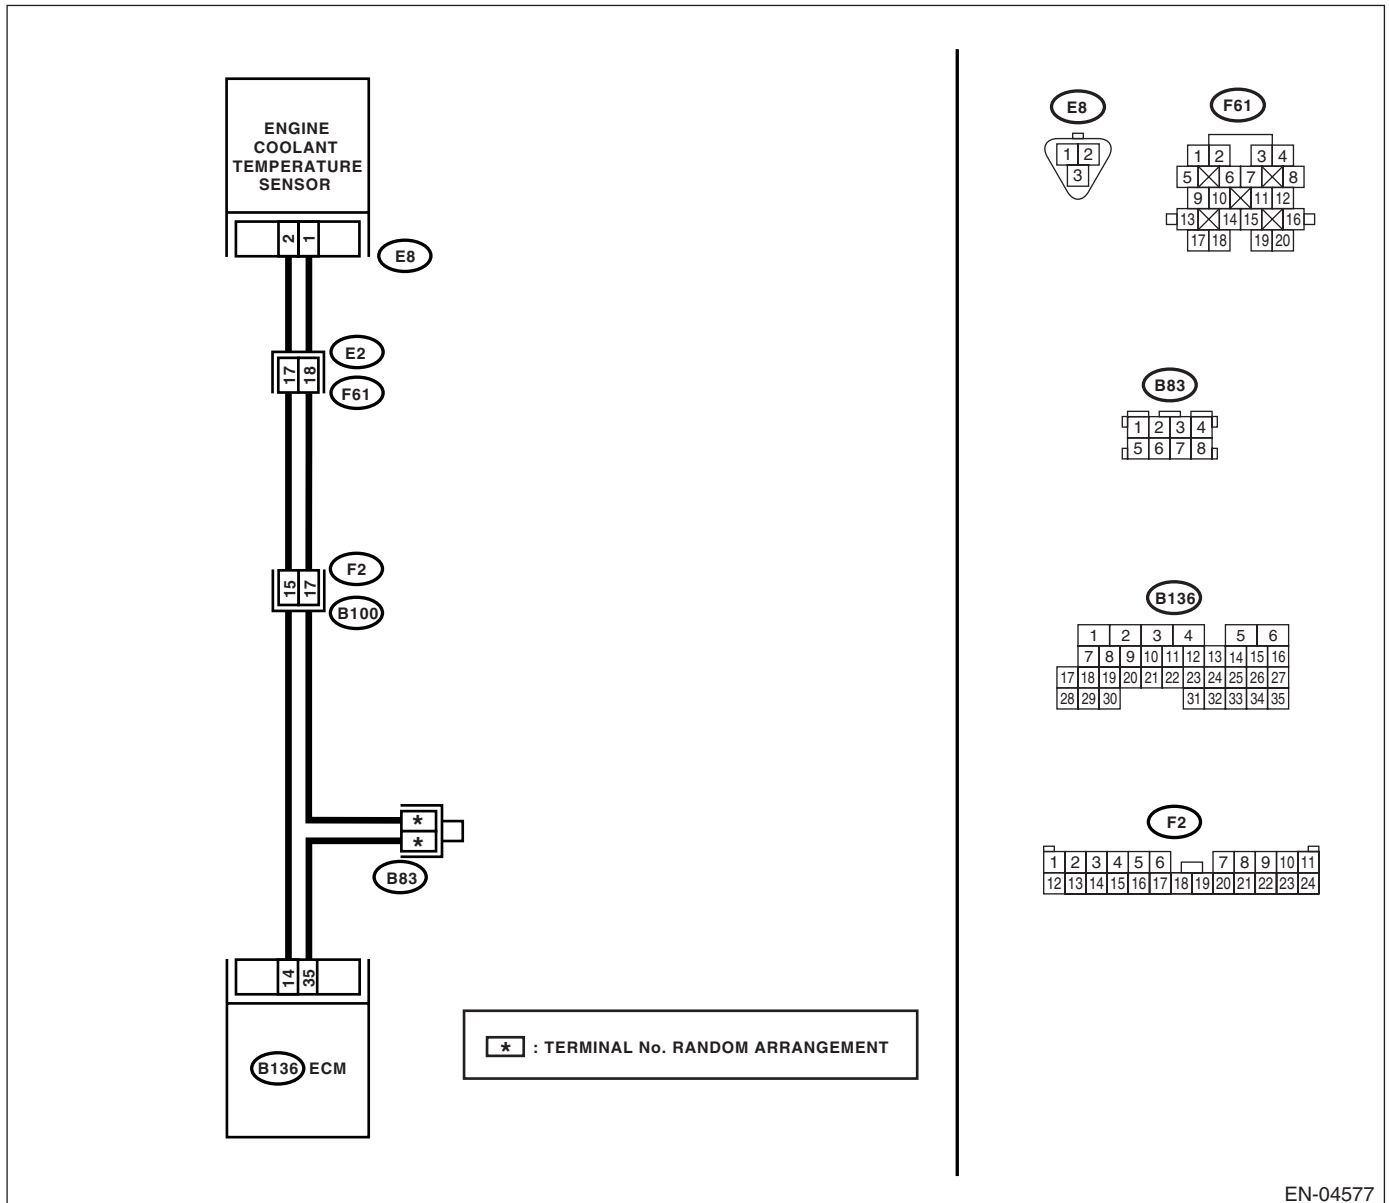 ENGINE
COOLANT
TEMPERATURE
SENSOR
2 1
E8
E2
17 18
F61
F2
15 17
B100
*
*
B83
14 35
B136 ECM
* : TERMINAL No. RANDOM ARRANGEMENT
E8
1 2
3
F61
1 2 3 4
5 6 7 8
9 10 11 12
13 14 15 16
17 18 19 20
B83
1 2 3 4
5 6 7 8
B136
1 2 3 4 5 6
7 8 9 10 11 12 13 14 15 16
17 18 19 20 21 22 23 24 25 26 27
28 29 30 31 32 33 34 35
F2
1 2 3 4 5 6 7 8 9 10 11
12 13 14 15 16 17 18 19 20 21 22 23 24
EN-04577